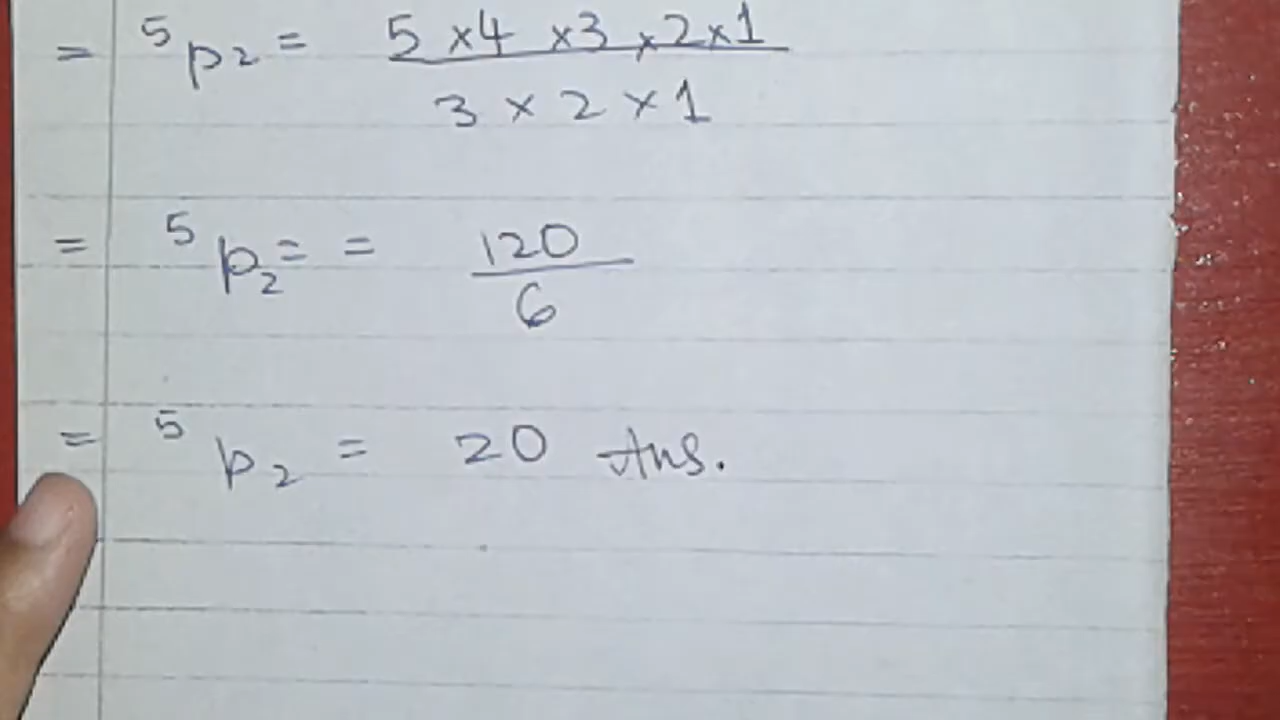 = ⁵p₂ = 5 × 4 × 3 × 2 × 1 / 3 × 2 × 1
= ⁵p₂ = = 120 / 6
= ⁵p₂ = 20 Ans.